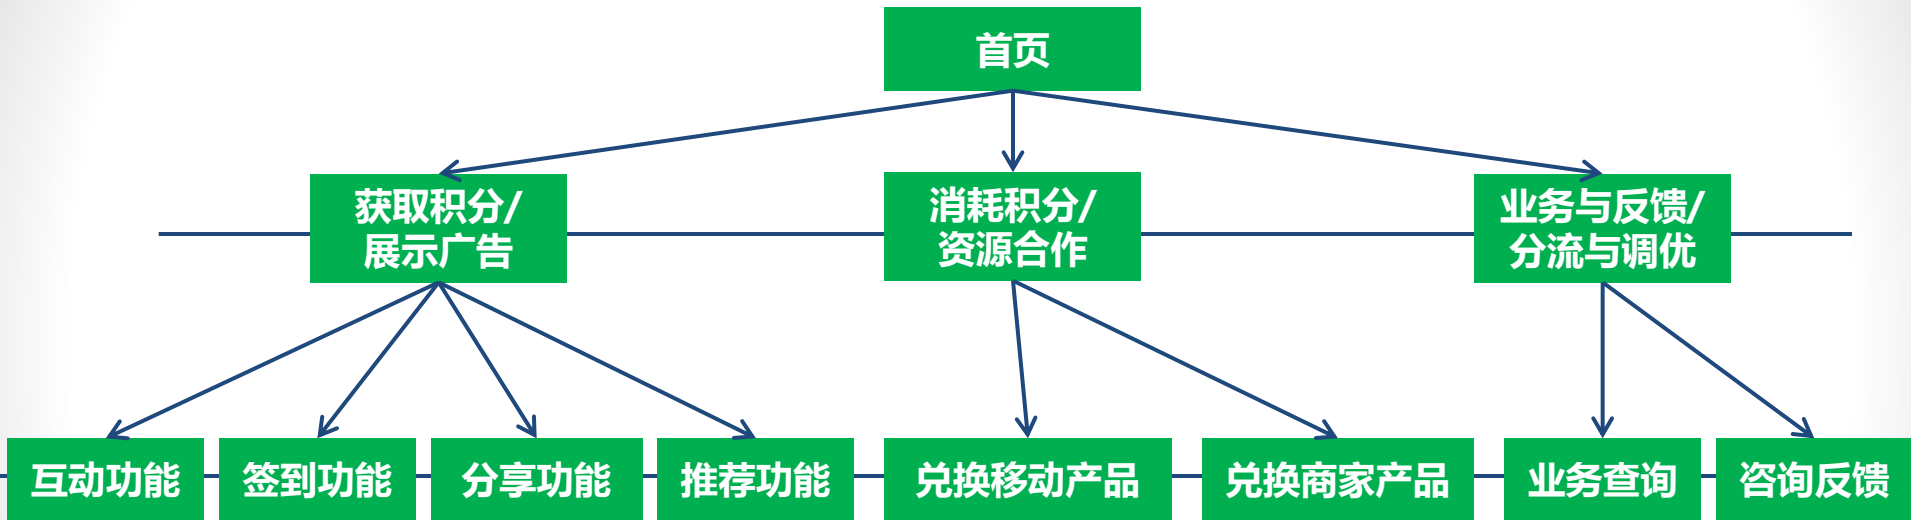 首页
获取积分/
展示广告
消耗积分/
资源合作
业务与反馈/
分流与调优
互动功能
签到功能
分享功能
推荐功能
兑换移动产品
兑换商家产品
业务查询
咨询反馈